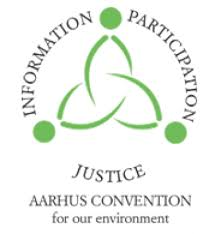 INFORMATION
PARTICIPATION
JUSTICE
AARHUS CONVENTION
for our environment